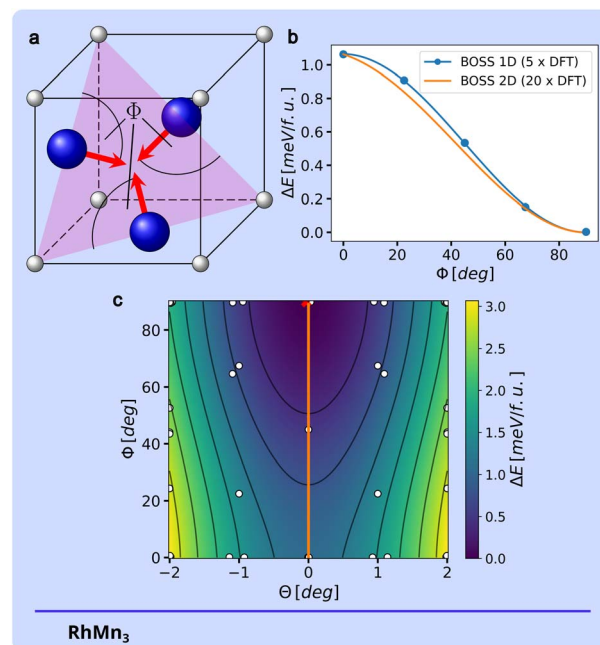 a
Φ
b
BOSS 1D (5 x DFT)
BOSS 2D (20 x DFT)
1.0
0.8
0.6
0.4
0.2
0.0
ΔE [meV/f. u.]
0
20
40
60
80
Φ [deg]
c
80
60
40
20
0
Φ [deg]
−2
−1
0
1
2
Θ [deg]
3.0
2.5
2.0
1.5
1.0
0.5
0.0
ΔE [meV/f. u.]
RhMn₃